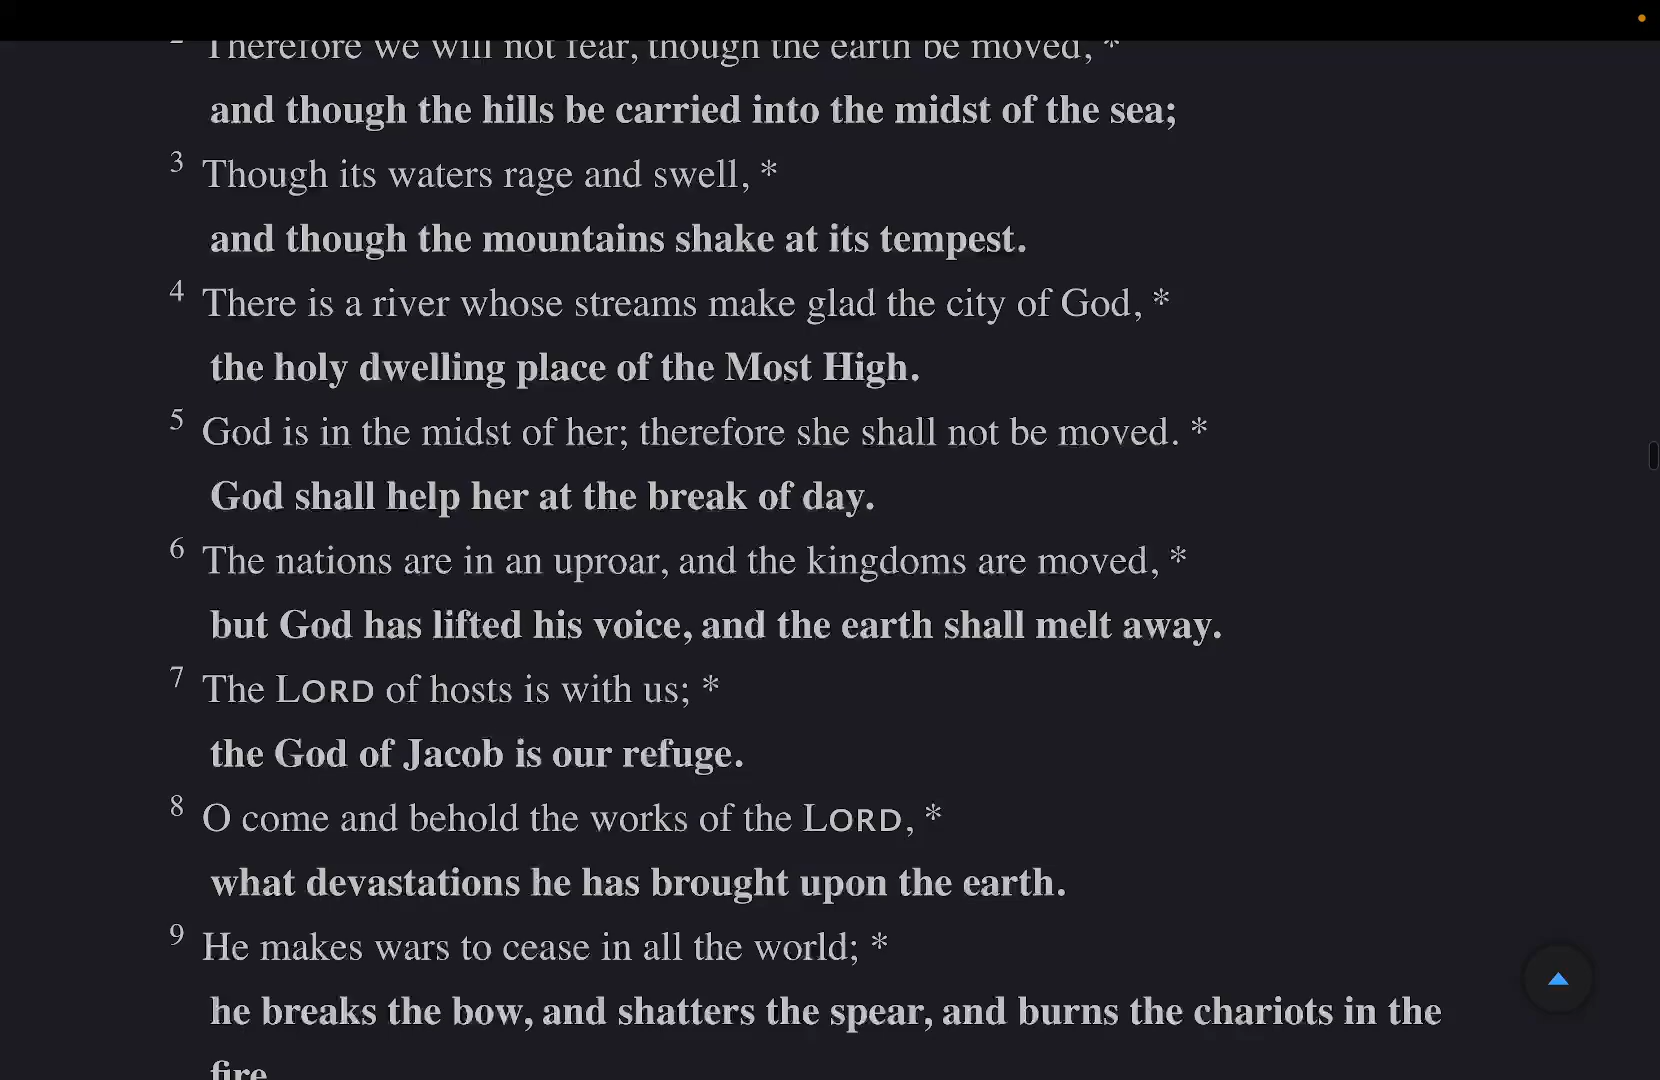 2 Therefore we will not fear, though the earth be moved, *
and though the hills be carried into the midst of the sea;
3 Though its waters rage and swell, *
and though the mountains shake at its tempest.
4 There is a river whose streams make glad the city of God, *
the holy dwelling place of the Most High.
5 God is in the midst of her; therefore she shall not be moved. *
God shall help her at the break of day.
6 The nations are in an uproar, and the kingdoms are moved, *
but God has lifted his voice, and the earth shall melt away.
7 The LORD of hosts is with us; *
the God of Jacob is our refuge.
8 O come and behold the works of the LORD, *
what devastations he has brought upon the earth.
9 He makes wars to cease in all the world; *
he breaks the bow, and shatters the spear, and burns the chariots in the
fire